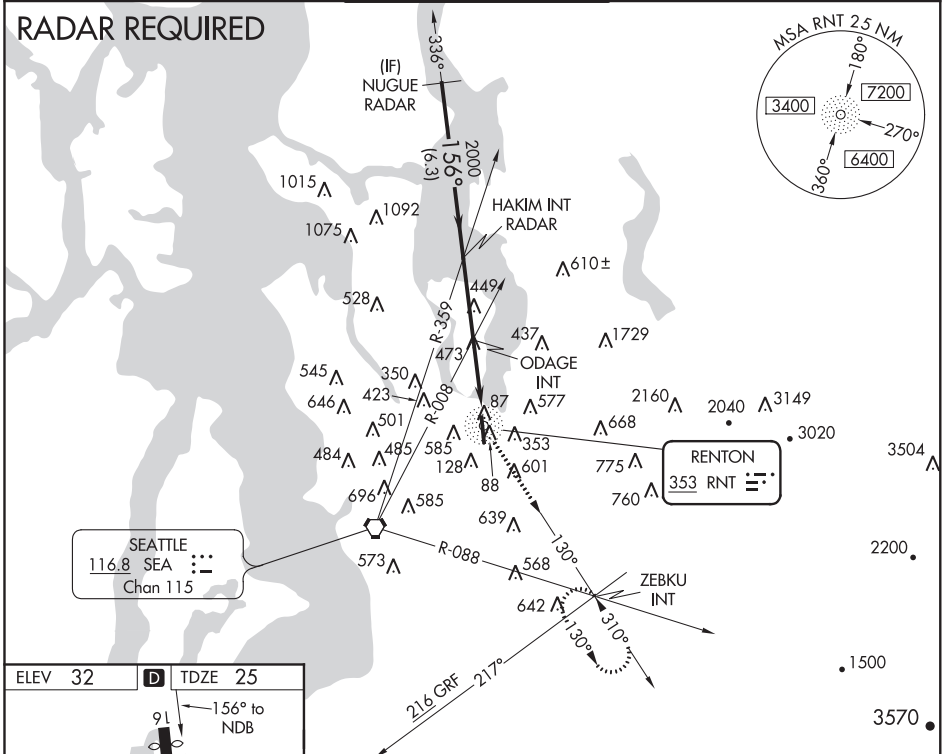 RADAR REQUIRED
MSA RNT 25 NM
180°
3400
7200
270°
360°
6400
336°
(IF)
NUGUE
RADAR
2000
156°
(6.3)
1015
1092
1075
HAKIM INT
RADAR
610±
528
449
R-359
473
437
1729
ODAGE
INT
545
350
R-008
646
423
87
577
2160
2040
3149
501
585
353
668
3020
484
485
128
88
601
775
3504
RENTON
353 RNT
696
585
760
639
SEATTLE
116.8 SEA
Chan 115
573
R-088
568
130°
2200
642
ZEBKU
INT
130°
310°
1500
216 GRF
217°
3570
ELEV 32
D
TDZE 25
156° to
NDB
16